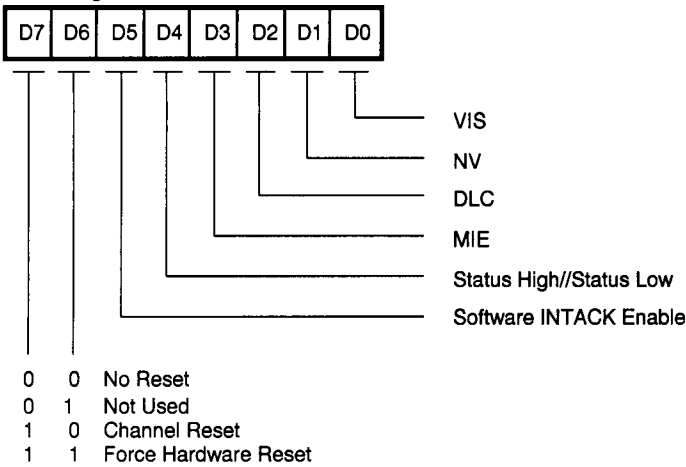 D7 D6 D5 D4 D3 D2 D1 D0
VIS
NV
DLC
MIE
Status High//Status Low
Software INTACK Enable
0 0 No Reset
0 1 Not Used
1 0 Channel Reset
1 1 Force Hardware Reset